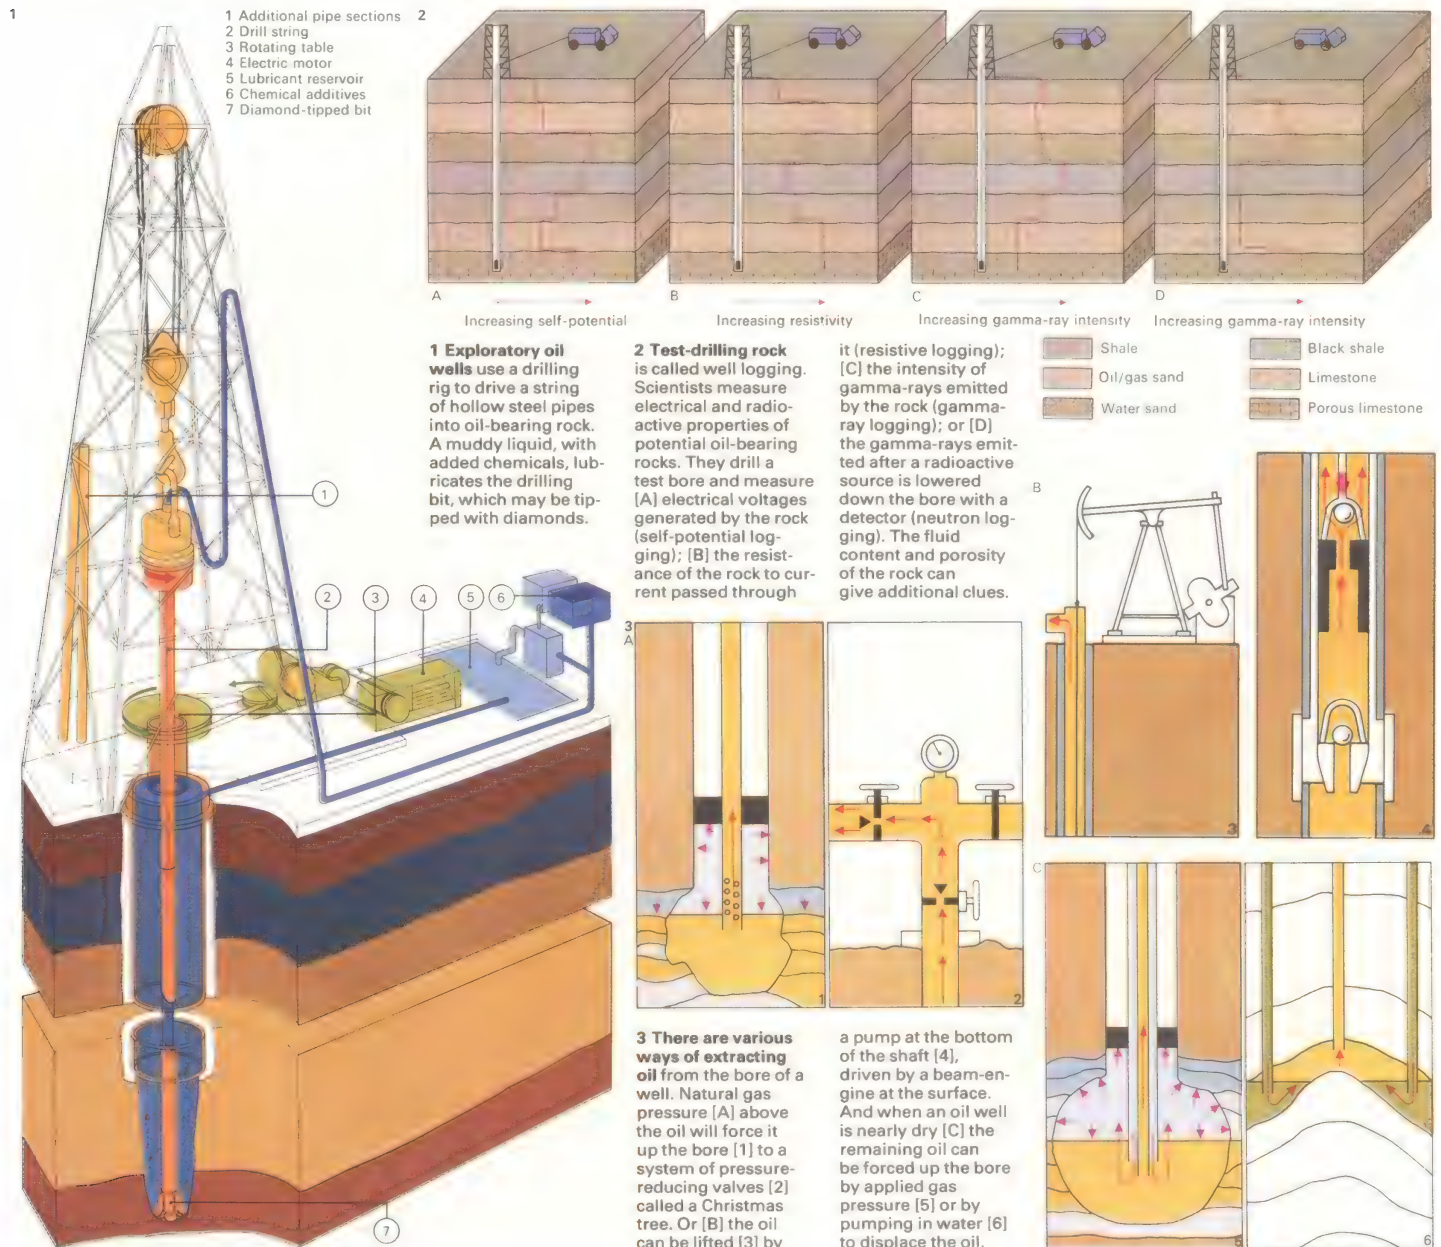 1
1 Additional pipe sections
2 Drill string
3 Rotating table
4 Electric motor
5 Lubricant reservoir
6 Chemical additives
7 Diamond-tipped bit
2
A
Increasing self-potential
B
Increasing resistivity
C
Increasing gamma-ray intensity
D
Increasing gamma-ray intensity
Shale
Oil/gas sand
Water sand
Black shale
Limestone
Porous limestone
1 Exploratory oil
wells use a drilling
rig to drive a string
of hollow steel pipes
into oil-bearing rock.
A muddy liquid, with
added chemicals, lub-
ricates the drilling
bit, which may be tip-
ped with diamonds.
2 Test-drilling rock
is called well logging.
Scientists measure
electrical and radio-
active properties of
potential oil-bearing
rocks. They drill a
test bore and measure
[A] electrical voltages
generated by the rock
(self-potential log-
ging); [B] the resist-
ance of the rock to cur-
rent passed through
it (resistive logging);
[C] the intensity of
gamma-rays emitted
by the rock (gamma-
ray logging); or [D]
the gamma-rays emit-
ted after a radioactive
source is lowered
down the bore with a
detector (neutron log-
ging). The fluid
content and porosity
of the rock can
give additional clues.
1
2
3
4
5
6
7
3
A
1
2
B
3
4
C
5
6
3 There are various
ways of extracting
oil from the bore of a
well. Natural gas
pressure [A] above
the oil will force it
up the bore [1] to a
system of pressure-
reducing valves [2]
called a Christmas
tree. Or [B] the oil
can be lifted [3] by
a pump at the bottom
of the shaft [4],
driven by a beam-en-
gine at the surface.
And when an oil well
is nearly dry [C] the
remaining oil can
be forced up the bore
by applied gas
pressure [5] or by
pumping in water [6]
to displace the oil.